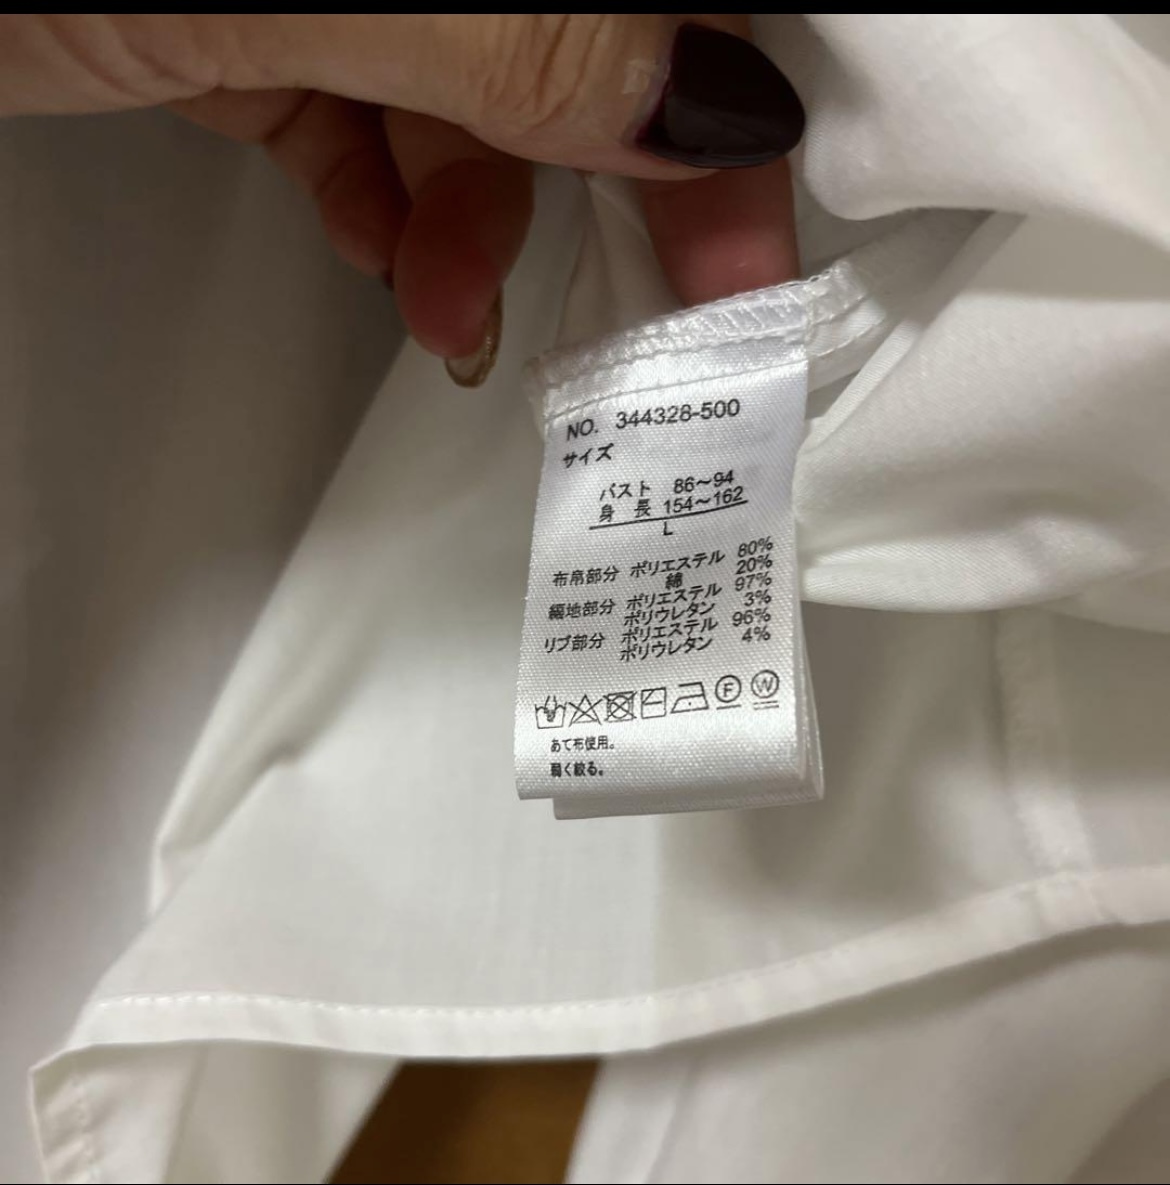 NO. 344328-500
サイズ
バスト 86～94
身長 154～162
L
布帛部分 ポリエステル 80%
綿 20%
編地部分 ポリエステル 97%
ポリウレタン 3%
リブ部分 ポリエステル 96%
ポリウレタン 4%
F W
あて布使用。
弱く絞る。